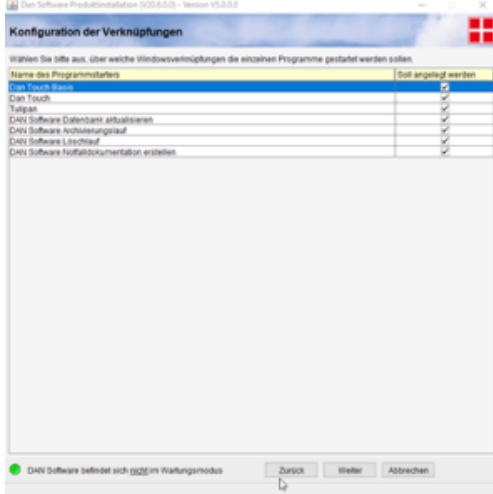 Dan Software Produktinstallation (V20.6.0.0) - Version V5.0.0.0
Konfiguration der Verknüpfungen
Wählen Sie bitte aus, über welche Windowsverknüpfungen die einzelnen Programme gestartet werden sollen.
Name des Programmstarters Soll angelegt werden
Dan Touch Basis
Dan Touch
Tulipan
DAN Software Datenbank aktualisieren
DAN Software Archivierungslauf
DAN Software Löschlauf
DAN Software Notfalldokumentation erstellen
DAN Software befindet sich nicht im Wartungsmodus Zurück Weiter Abbrechen